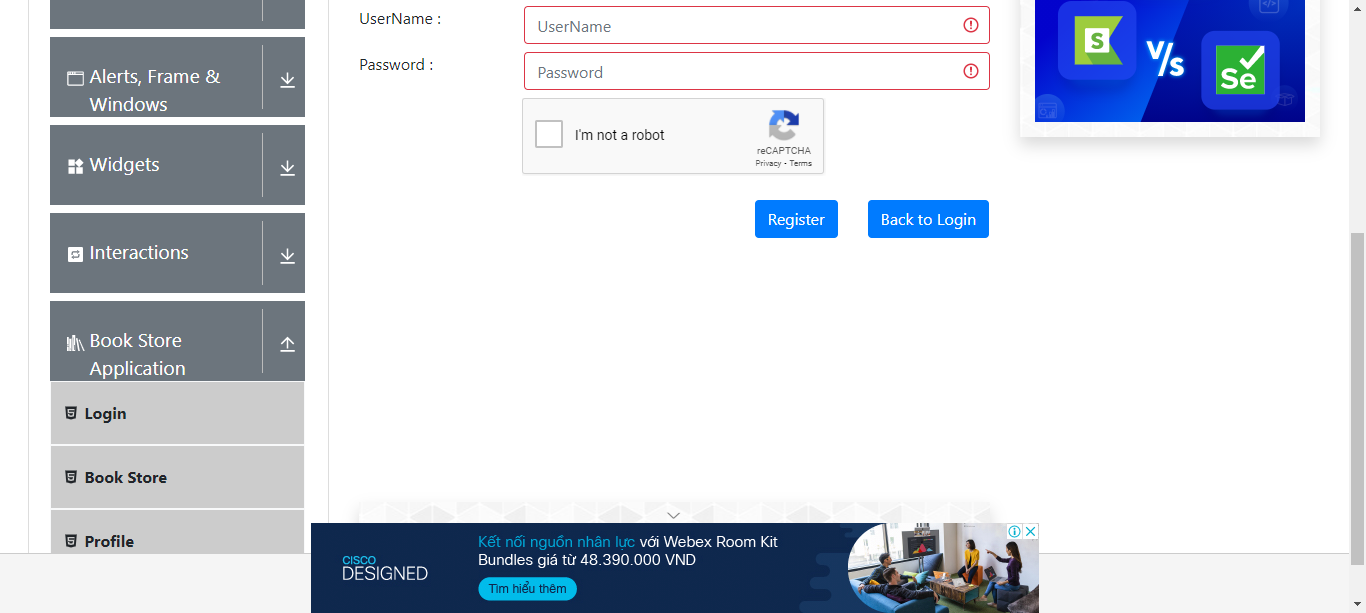 UserName :
UserName
Password :
Password
I'm not a robot
reCAPTCHA
Privacy - Terms
Register
Back to Login
Alerts, Frame &
Windows
Widgets
Interactions
Book Store
Application
Login
Book Store
Profile
S
V/s
Se
CISCO
DESIGNED
Kết nối nguồn nhân lực với Webex Room Kit
Bundles giá từ 48.390.000 VND
Tìm hiểu thêm